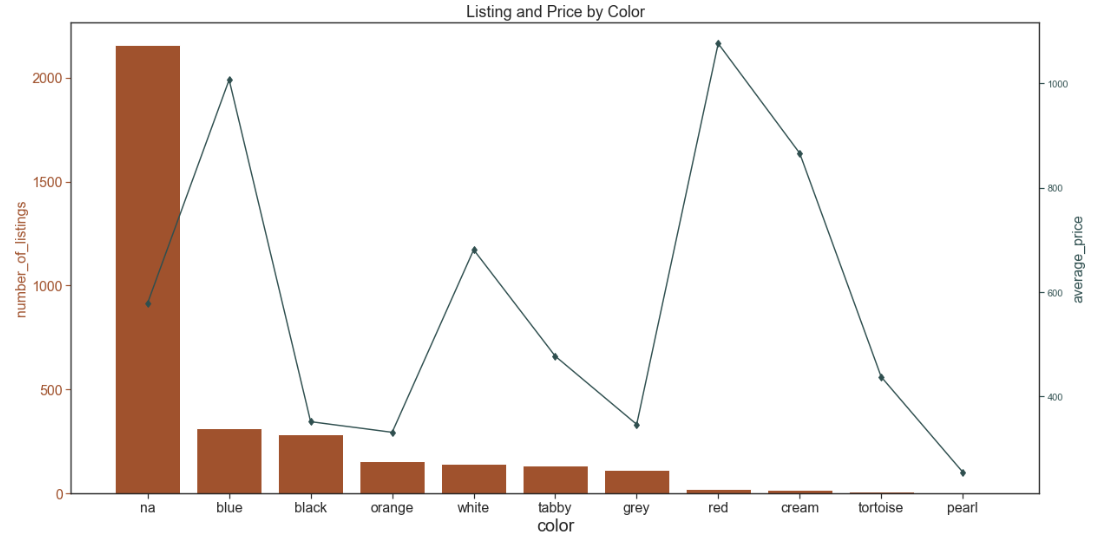 Listing and Price by Color
2000
1500
1000
500
0
number_of_listings
1000
800
600
400
average_price
na blue black orange white tabby grey red cream tortoise pearl
color